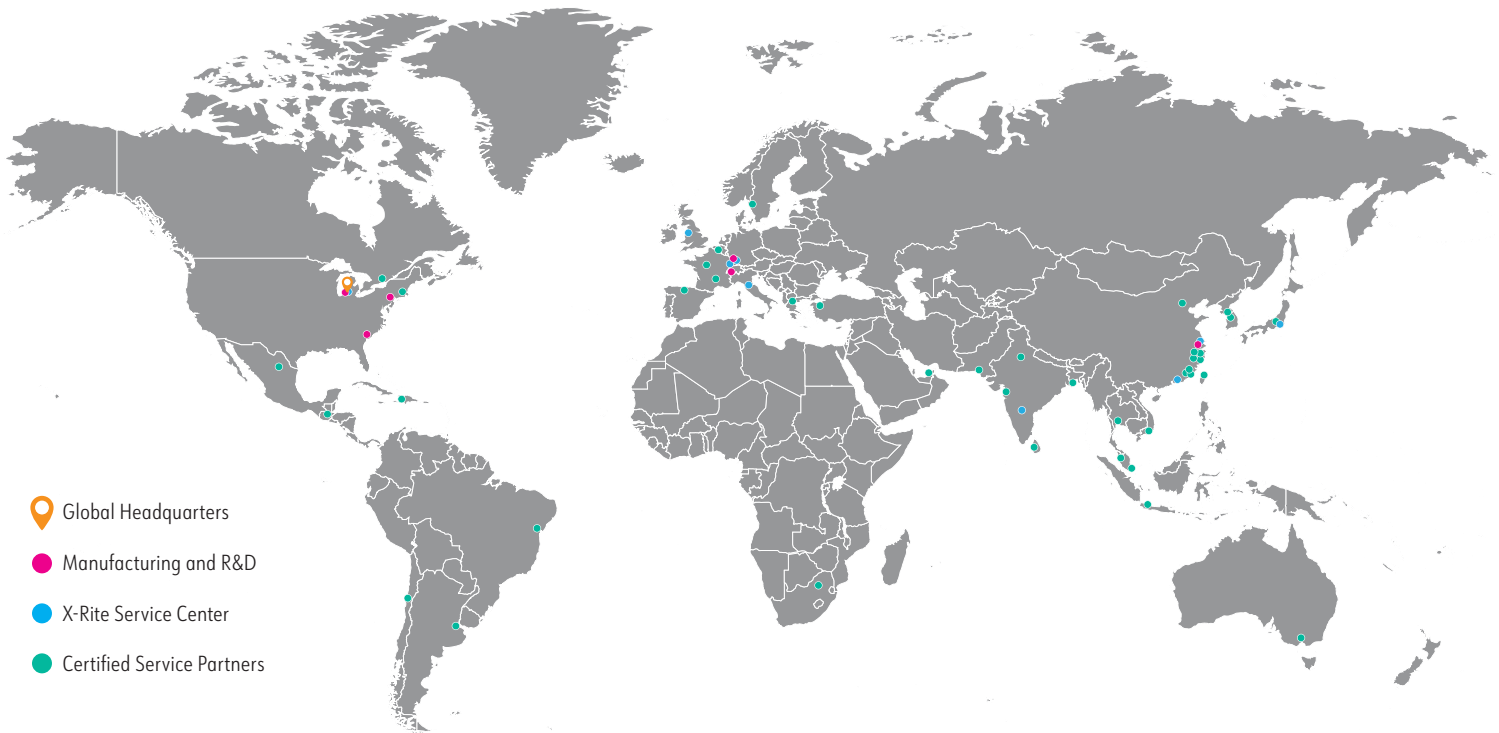 Global Headquarters
Manufacturing and R&D
X-Rite Service Center
Certified Service Partners